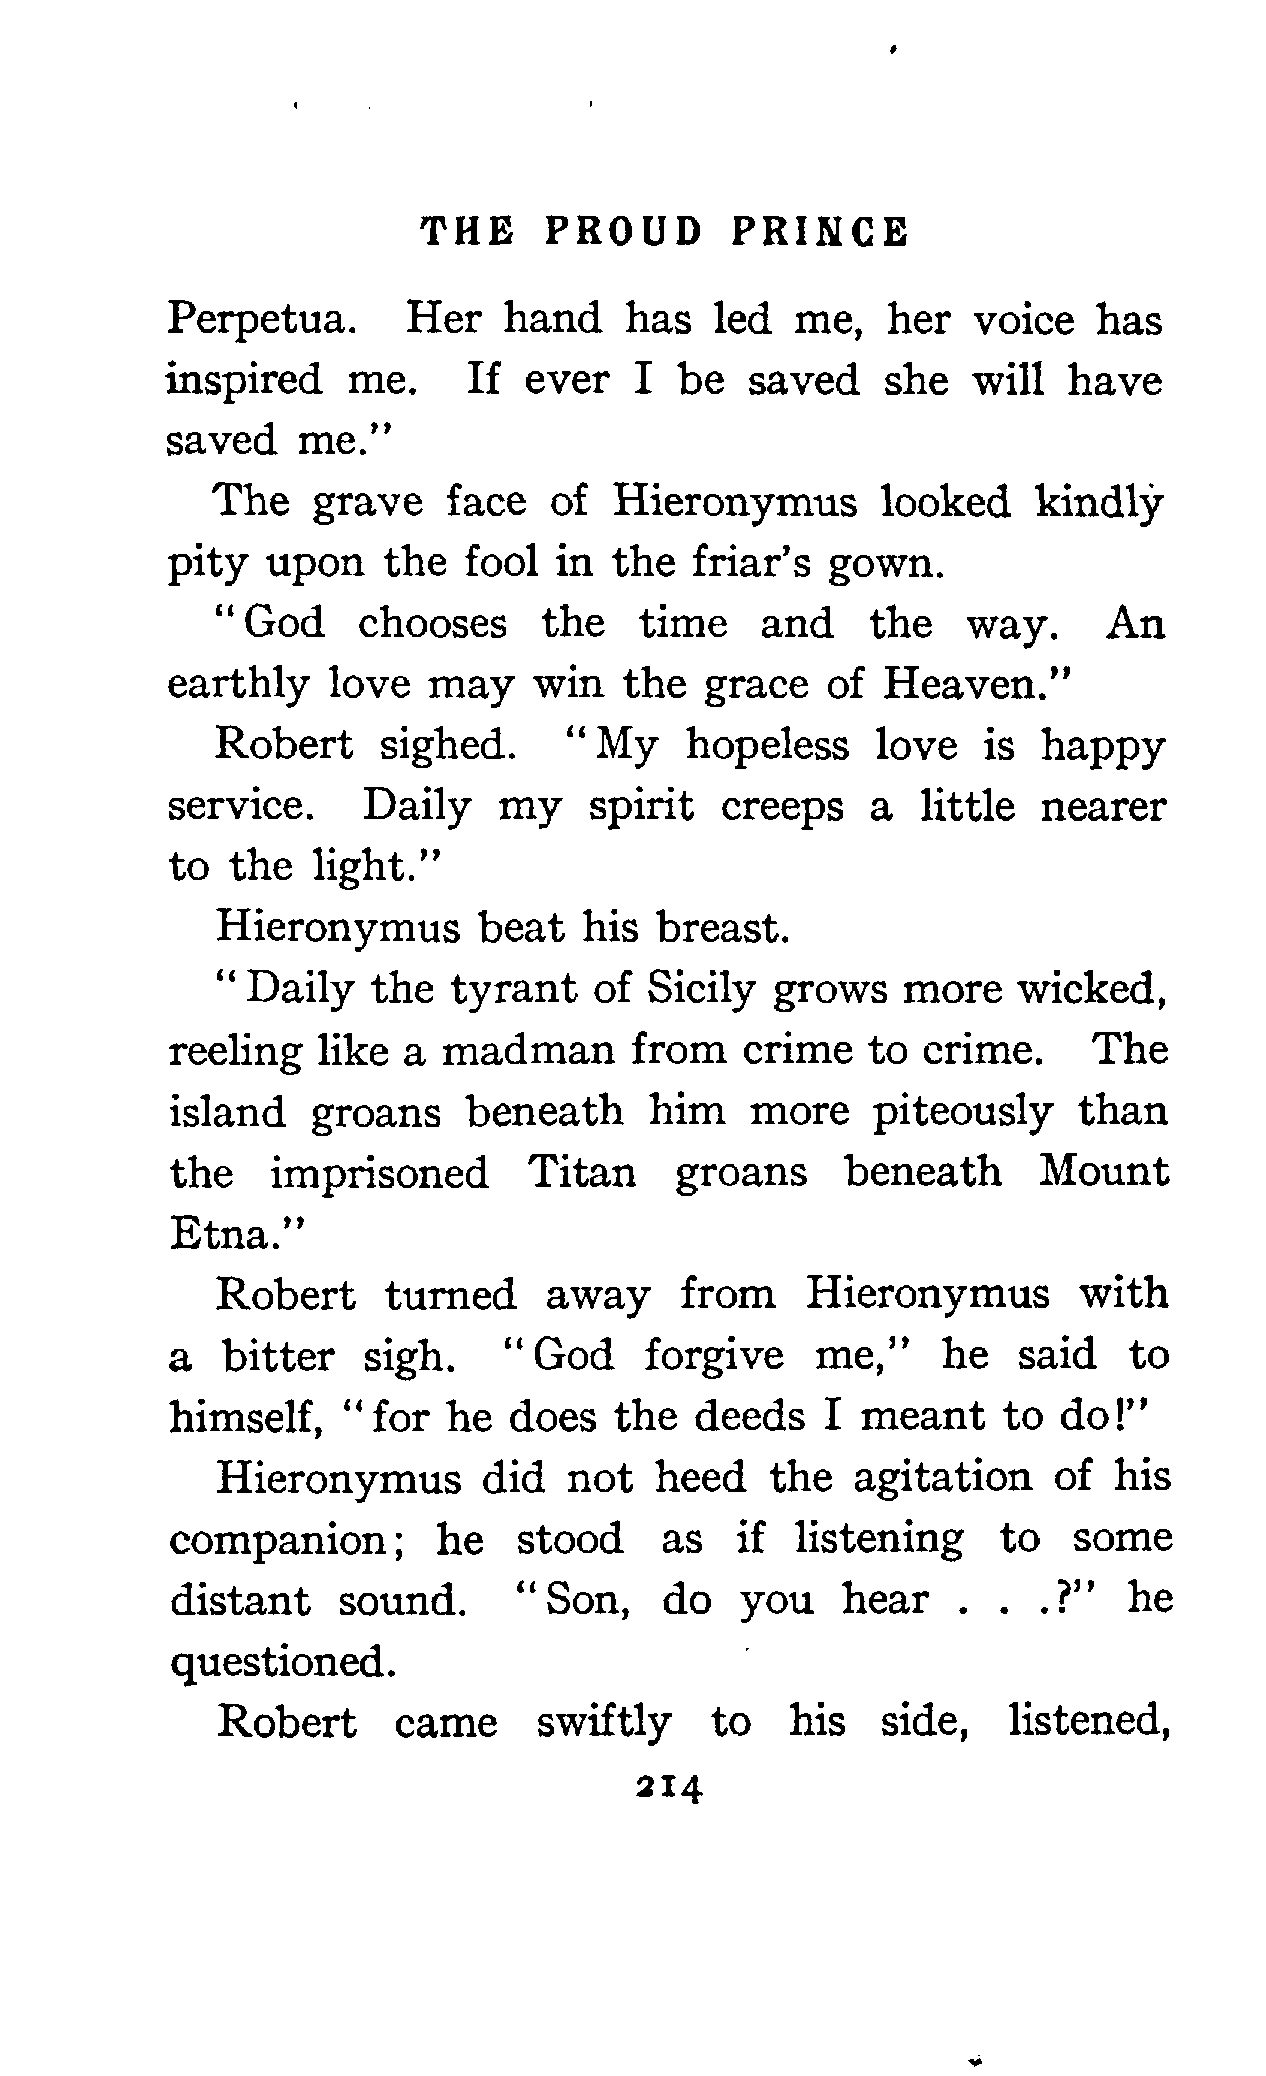 THE PROUD PRINCE
Perpetua. Her hand has led me, her voice has
inspired me. If ever I be saved she will have
saved me."
The grave face of Hieronymus looked kindly
pity upon the fool in the friar's gown.
"God chooses the time and the way. An
earthly love may win the grace of Heaven."
Robert sighed. "My hopeless love is happy
service. Daily my spirit creeps a little nearer
to the light."
Hieronymus beat his breast.
"Daily the tyrant of Sicily grows more wicked,
reeling like a madman from crime to crime. The
island groans beneath him more piteously than
the imprisoned Titan groans beneath Mount
Etna."
Robert turned away from Hieronymus with
a bitter sigh. "God forgive me," he said to
himself, "for he does the deeds I meant to do!"
Hieronymus did not heed the agitation of his
companion; he stood as if listening to some
distant sound. "Son, do you hear . . .?" he
questioned.
Robert came swiftly to his side, listened,
214